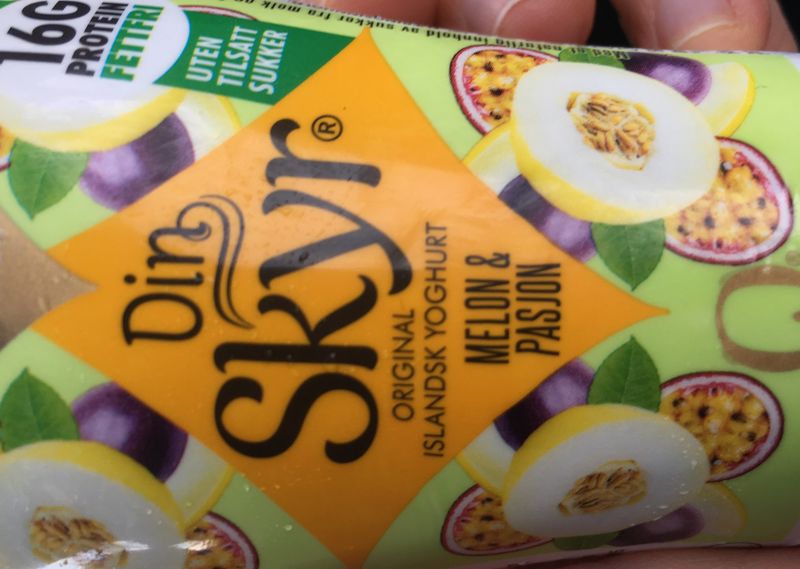 16G
PROTEIN
FETTFRI
UTEN
TILSATT
SUKKER
Din
Skyr®
ORIGINAL
ISLANDSK YOGHURT
MELON &
PASJON
Q®